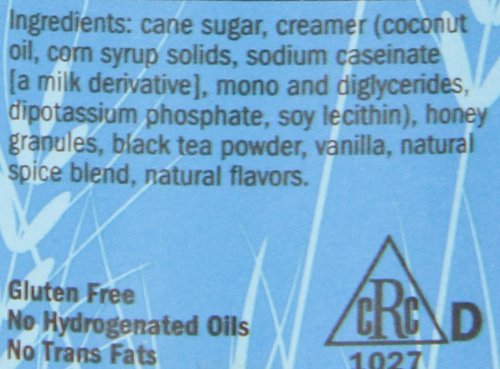 Ingredients: cane sugar, creamer (coconut
oil, corn syrup solids, sodium caseinate
[a milk derivative], mono and diglycerides,
dipotassium phosphate, soy lecithin), honey
granules, black tea powder, vanilla, natural
spice blend, natural flavors.
Gluten Free
No Hydrogenated Oils
No Trans Fats
CRC D
1027